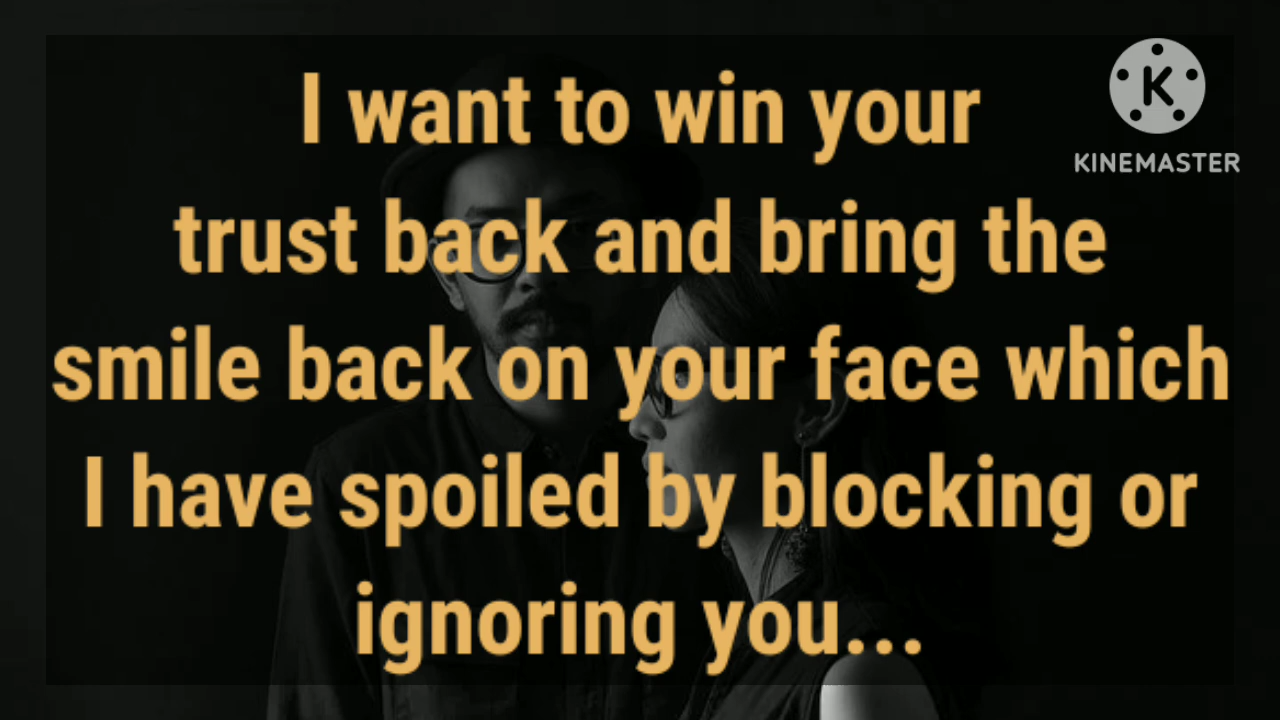 I want to win your
trust back and bring the
smile back on your face which
I have spoiled by blocking or
ignoring you...
K
KINEMASTER